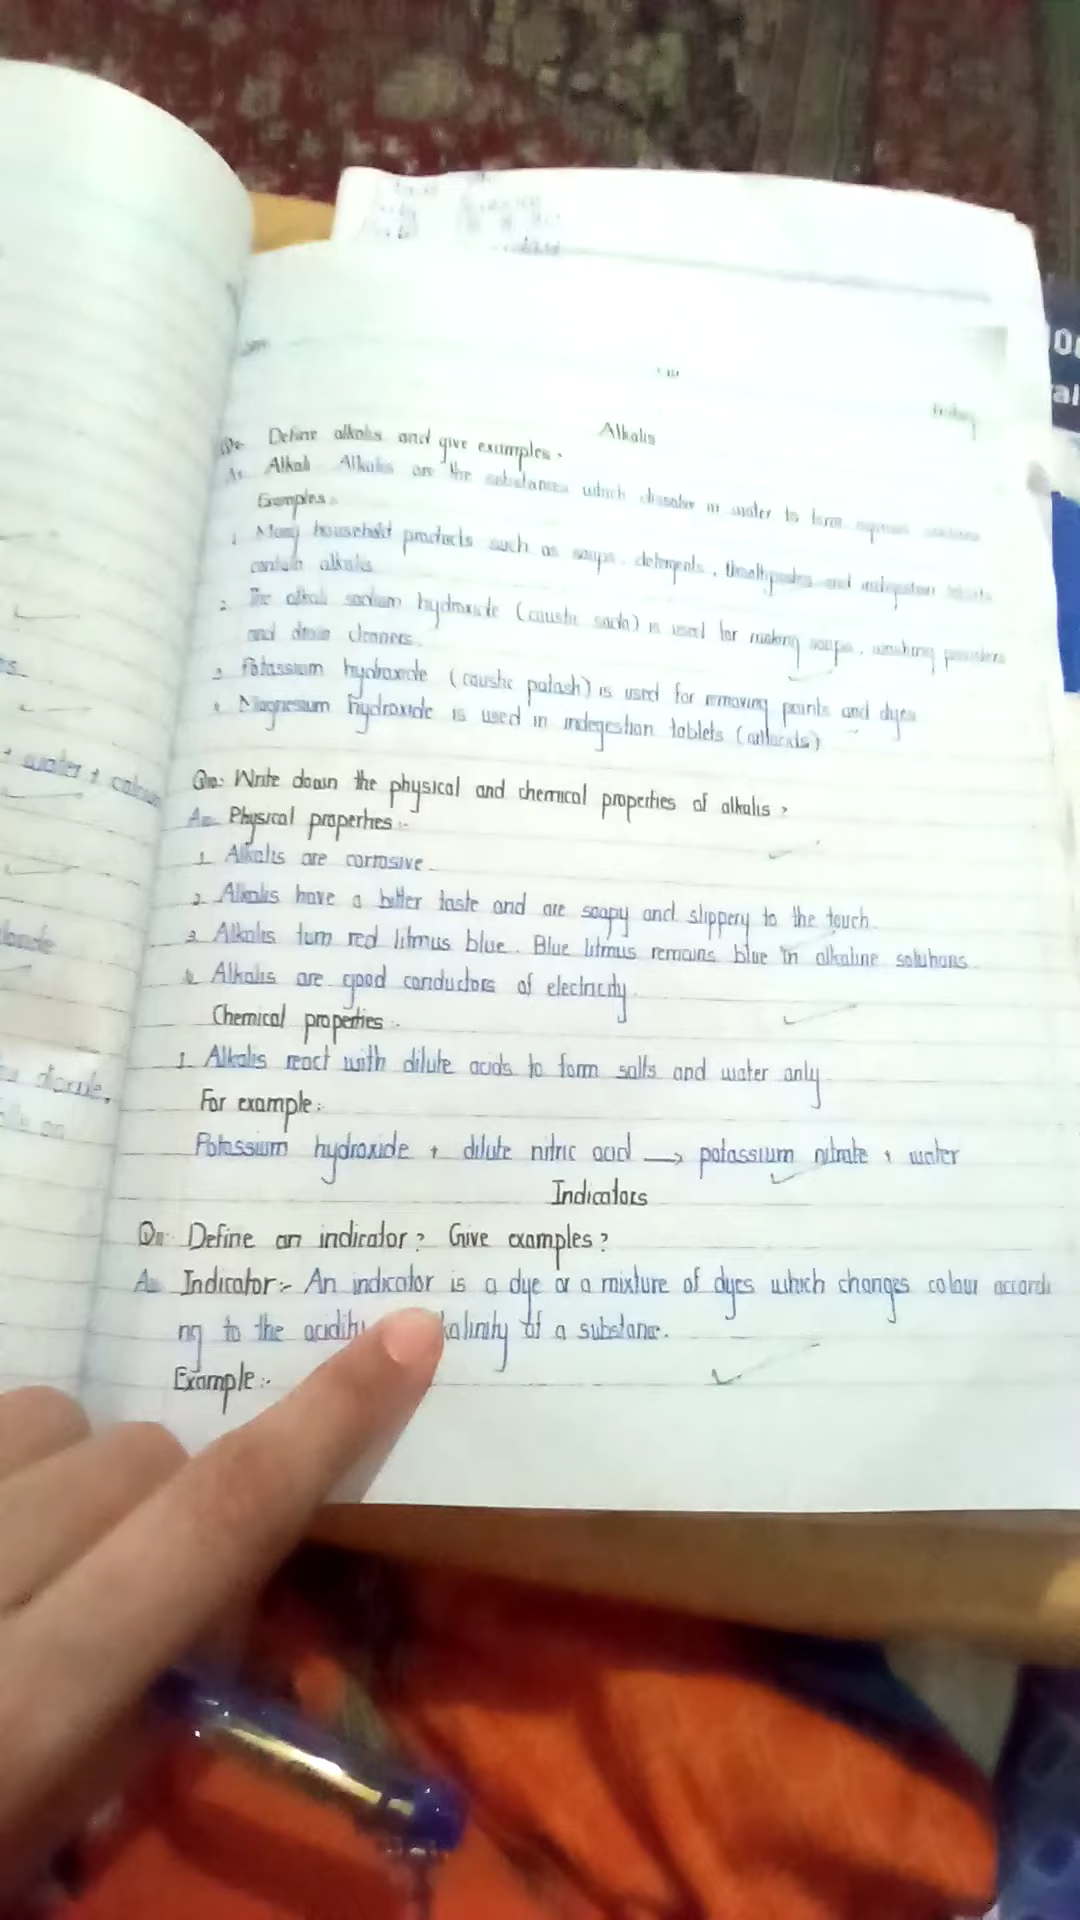 Alkalis
Define alkalis and give examples.
Alkali Alkalis are the substances which dissolve in water to form
Examples:
1 Many household products such as soaps, detergents, and indigestion
contain alkalis
2 The alkali sodium hydroxide (caustic soda) is used for making soaps, washing powders
and drain cleaners.
3 Potassium hydroxide (caustic potash) is used for removing paints and dyes
4 Magnesium hydroxide is used in indegestion tablets (antacids)
Q10: Write down the physical and chemical properties of alkalis ?
A Physical properties:-
1. Alkalis are corrosive.
2. Alkalis have a bitter taste and are soapy and slippery to the touch.
3. Alkalis turn red litmus blue. Blue litmus remains blue in alkaline solutions.
4. Alkalis are good conductors of electricity.
Chemical properties:-
1. Alkalis react with dilute acids to form salts and water only
For example:-
Potassium hydroxide + dilute nitric acid → potassium nitrate + water
Indicators
Q11: Define an indicator? Give examples?
A Indicator:- An indicator is a dye or a mixture of dyes which changes colour accordi
ng to the of a substance.
Example:-
+ water +